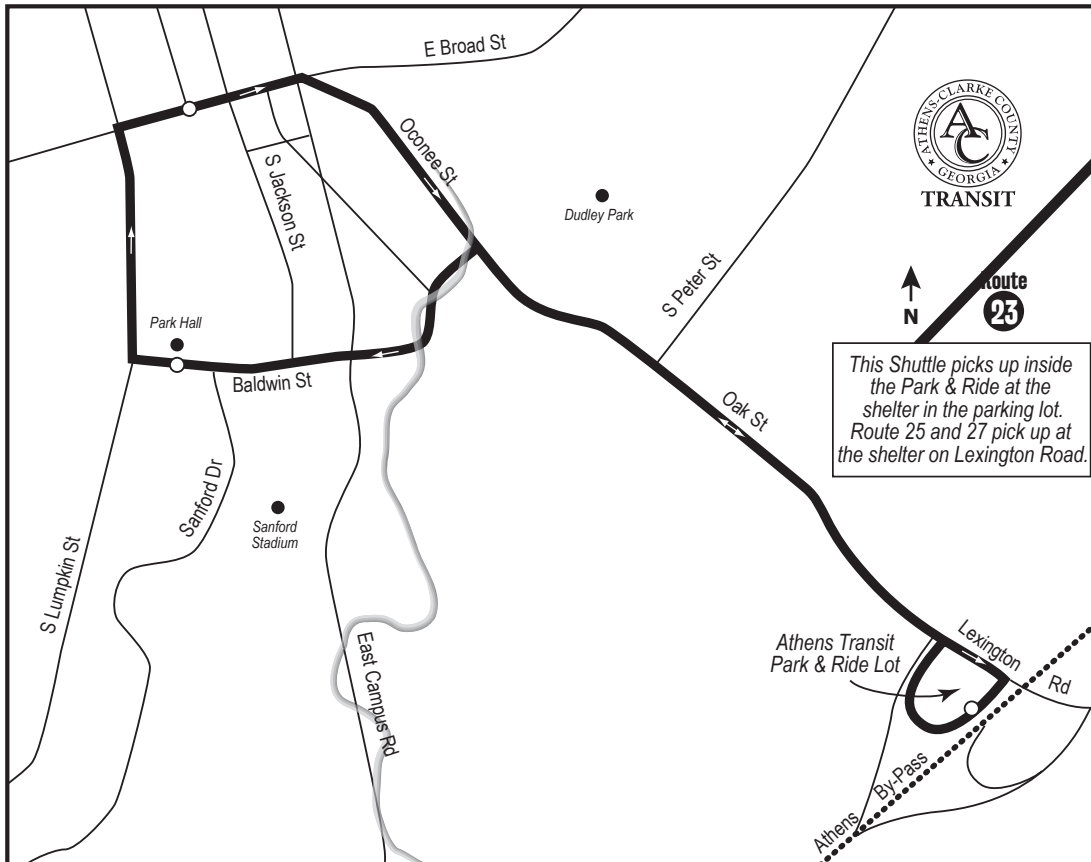 E Broad St
ATHENS-CLARKE COUNTY
AC
GEORGIA
TRANSIT
Oconee St
S Jackson St
Dudley Park
S Peter St
N
Route
23
Park Hall
Baldwin St
This Shuttle picks up inside
the Park & Ride at the
shelter in the parking lot.
Route 25 and 27 pick up at
the shelter on Lexington Road.
Oak St
Sanford Dr
Sanford
Stadium
S Lumpkin St
East Campus Rd
Athens Transit
Park & Ride Lot
Lexington Rd
Athens By-Pass